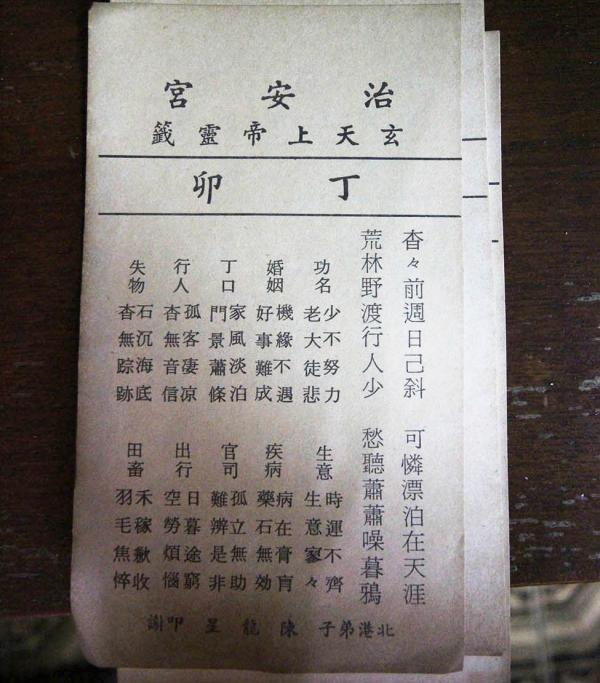 治安宮
玄天上帝靈籤
丁卯
杳々前週日己斜 可憐漂泊在天涯
荒林野渡行人少 愁聽蕭蕭噪暮鴉
功名
少不努力
老大徒悲
婚姻
機緣不遇
好事難成
丁口
家風淡泊
門景蕭條
行人
孤客凄凉
杳無音信
失物
石沉海底
杳無踪跡
生意
時運不齊
生意寥々
疾病
病在膏肓
藥石無効
官司
孤立無助
難辨是非
出行
日暮途窮
空勞煩惱
田畜
禾稼歉收
羽毛焦悴
北港弟子 陳龍呈 叩謝